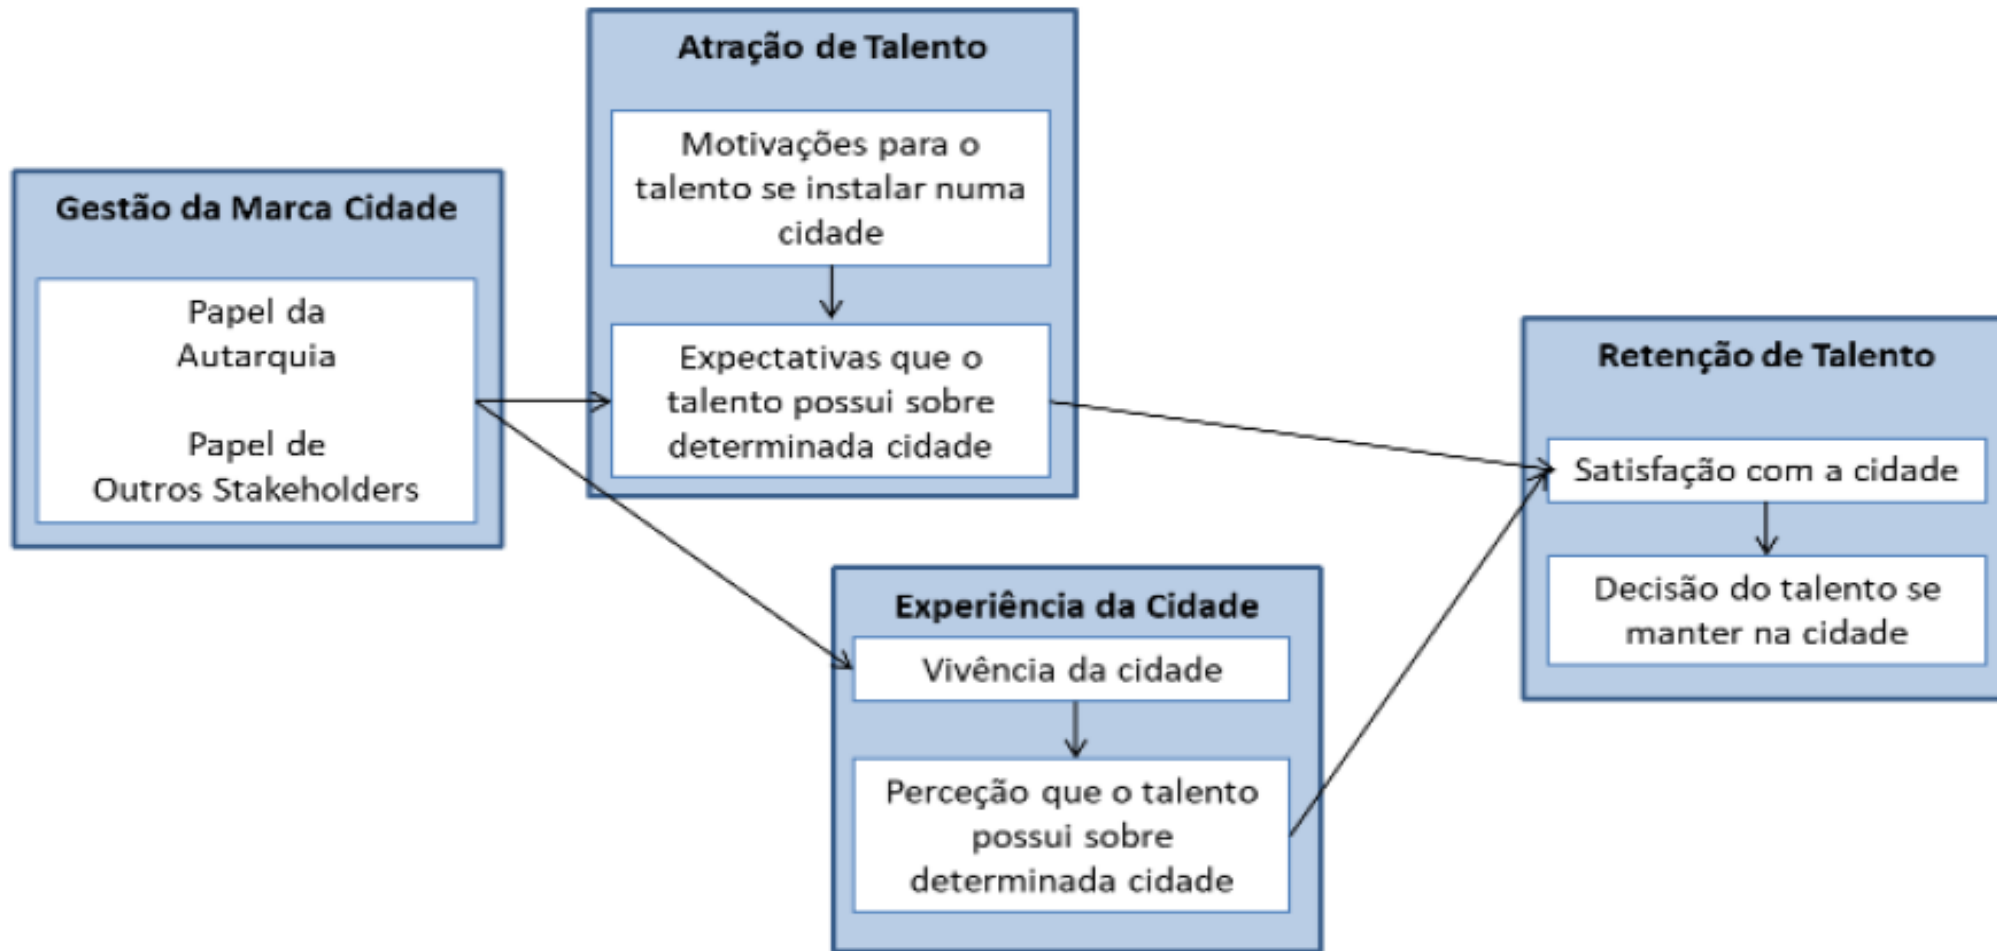 Gestão da Marca Cidade
Papel da
Autarquia
Papel de
Outros Stakeholders
Atração de Talento
Motivações para o
talento se instalar numa
cidade
Expectativas que o
talento possui sobre
determinada cidade
Experiência da Cidade
Vivência da cidade
Perceção que o talento
possui sobre
determinada cidade
Retenção de Talento
Satisfação com a cidade
Decisão do talento se
manter na cidade